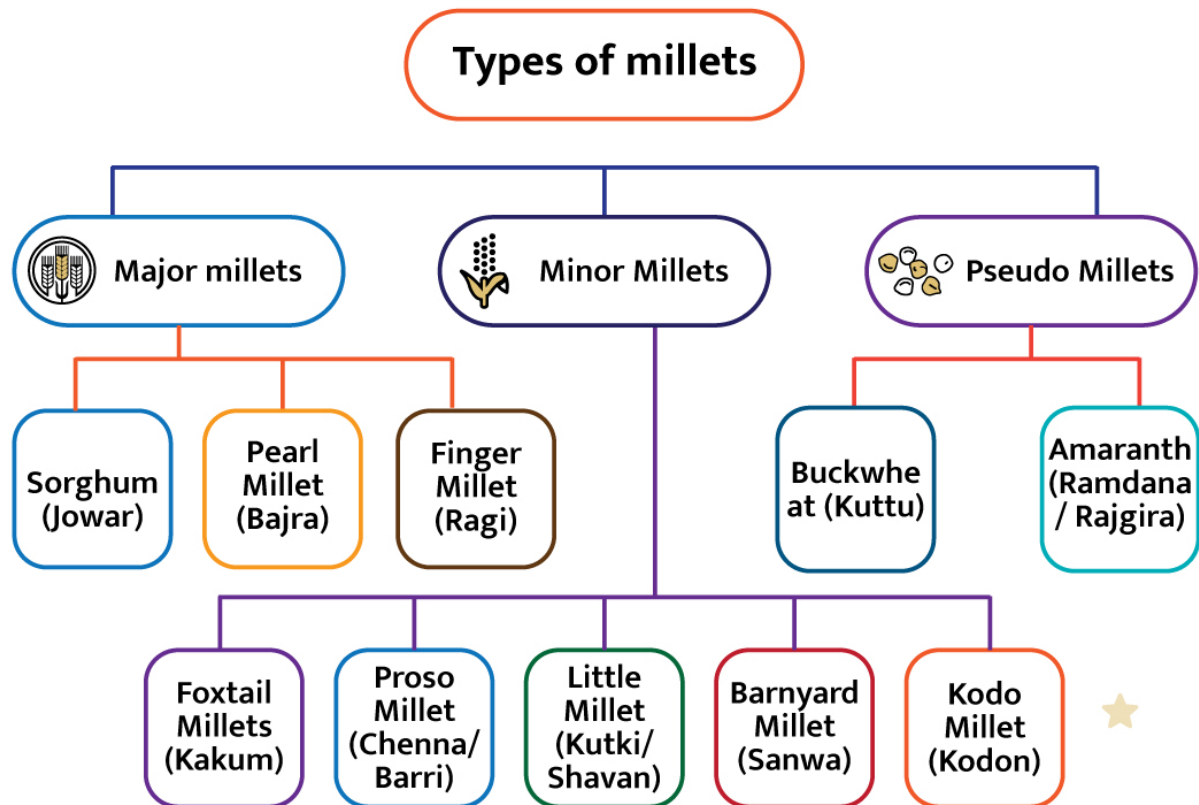 Types of millets
Major millets
Minor Millets
Pseudo Millets
Sorghum
(Jowar)
Pearl
Millet
(Bajra)
Finger
Millet
(Ragi)
Buckwhe
at (Kuttu)
Amaranth
(Ramdana
/ Rajgira)
Foxtail
Millets
(Kakum)
Proso
Millet
(Chenna/
Barri)
Little
Millet
(Kutki/
Shavan)
Barnyard
Millet
(Sanwa)
Kodo
Millet
(Kodon)